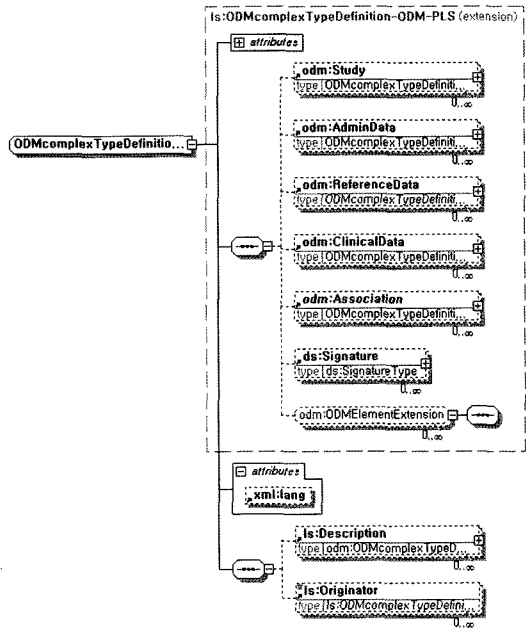 ls:ODMcomplexTypeDefinition-ODM-PLS (extension)
attributes
odm:Study
type ODMcomplexTypeDefiniti...
0..∞
ODMcomplexTypeDefinitio...
odm:AdminData
type ODMcomplexTypeDefiniti...
0..∞
odm:ReferenceData
type ODMcomplexTypeDefiniti...
0..∞
odm:ClinicalData
type ODMcomplexTypeDefiniti...
0..∞
odm:Association
type ODMcomplexTypeDefiniti...
0..∞
ds:Signature
type ds:SignatureType
0..∞
odm:ODMElementExtension
0..∞
attributes
xml:lang
ls:Description
type odm:ODMcomplexTypeD...
0..∞
ls:Originator
type ls:ODMcomplexTypeDefini...
0..∞